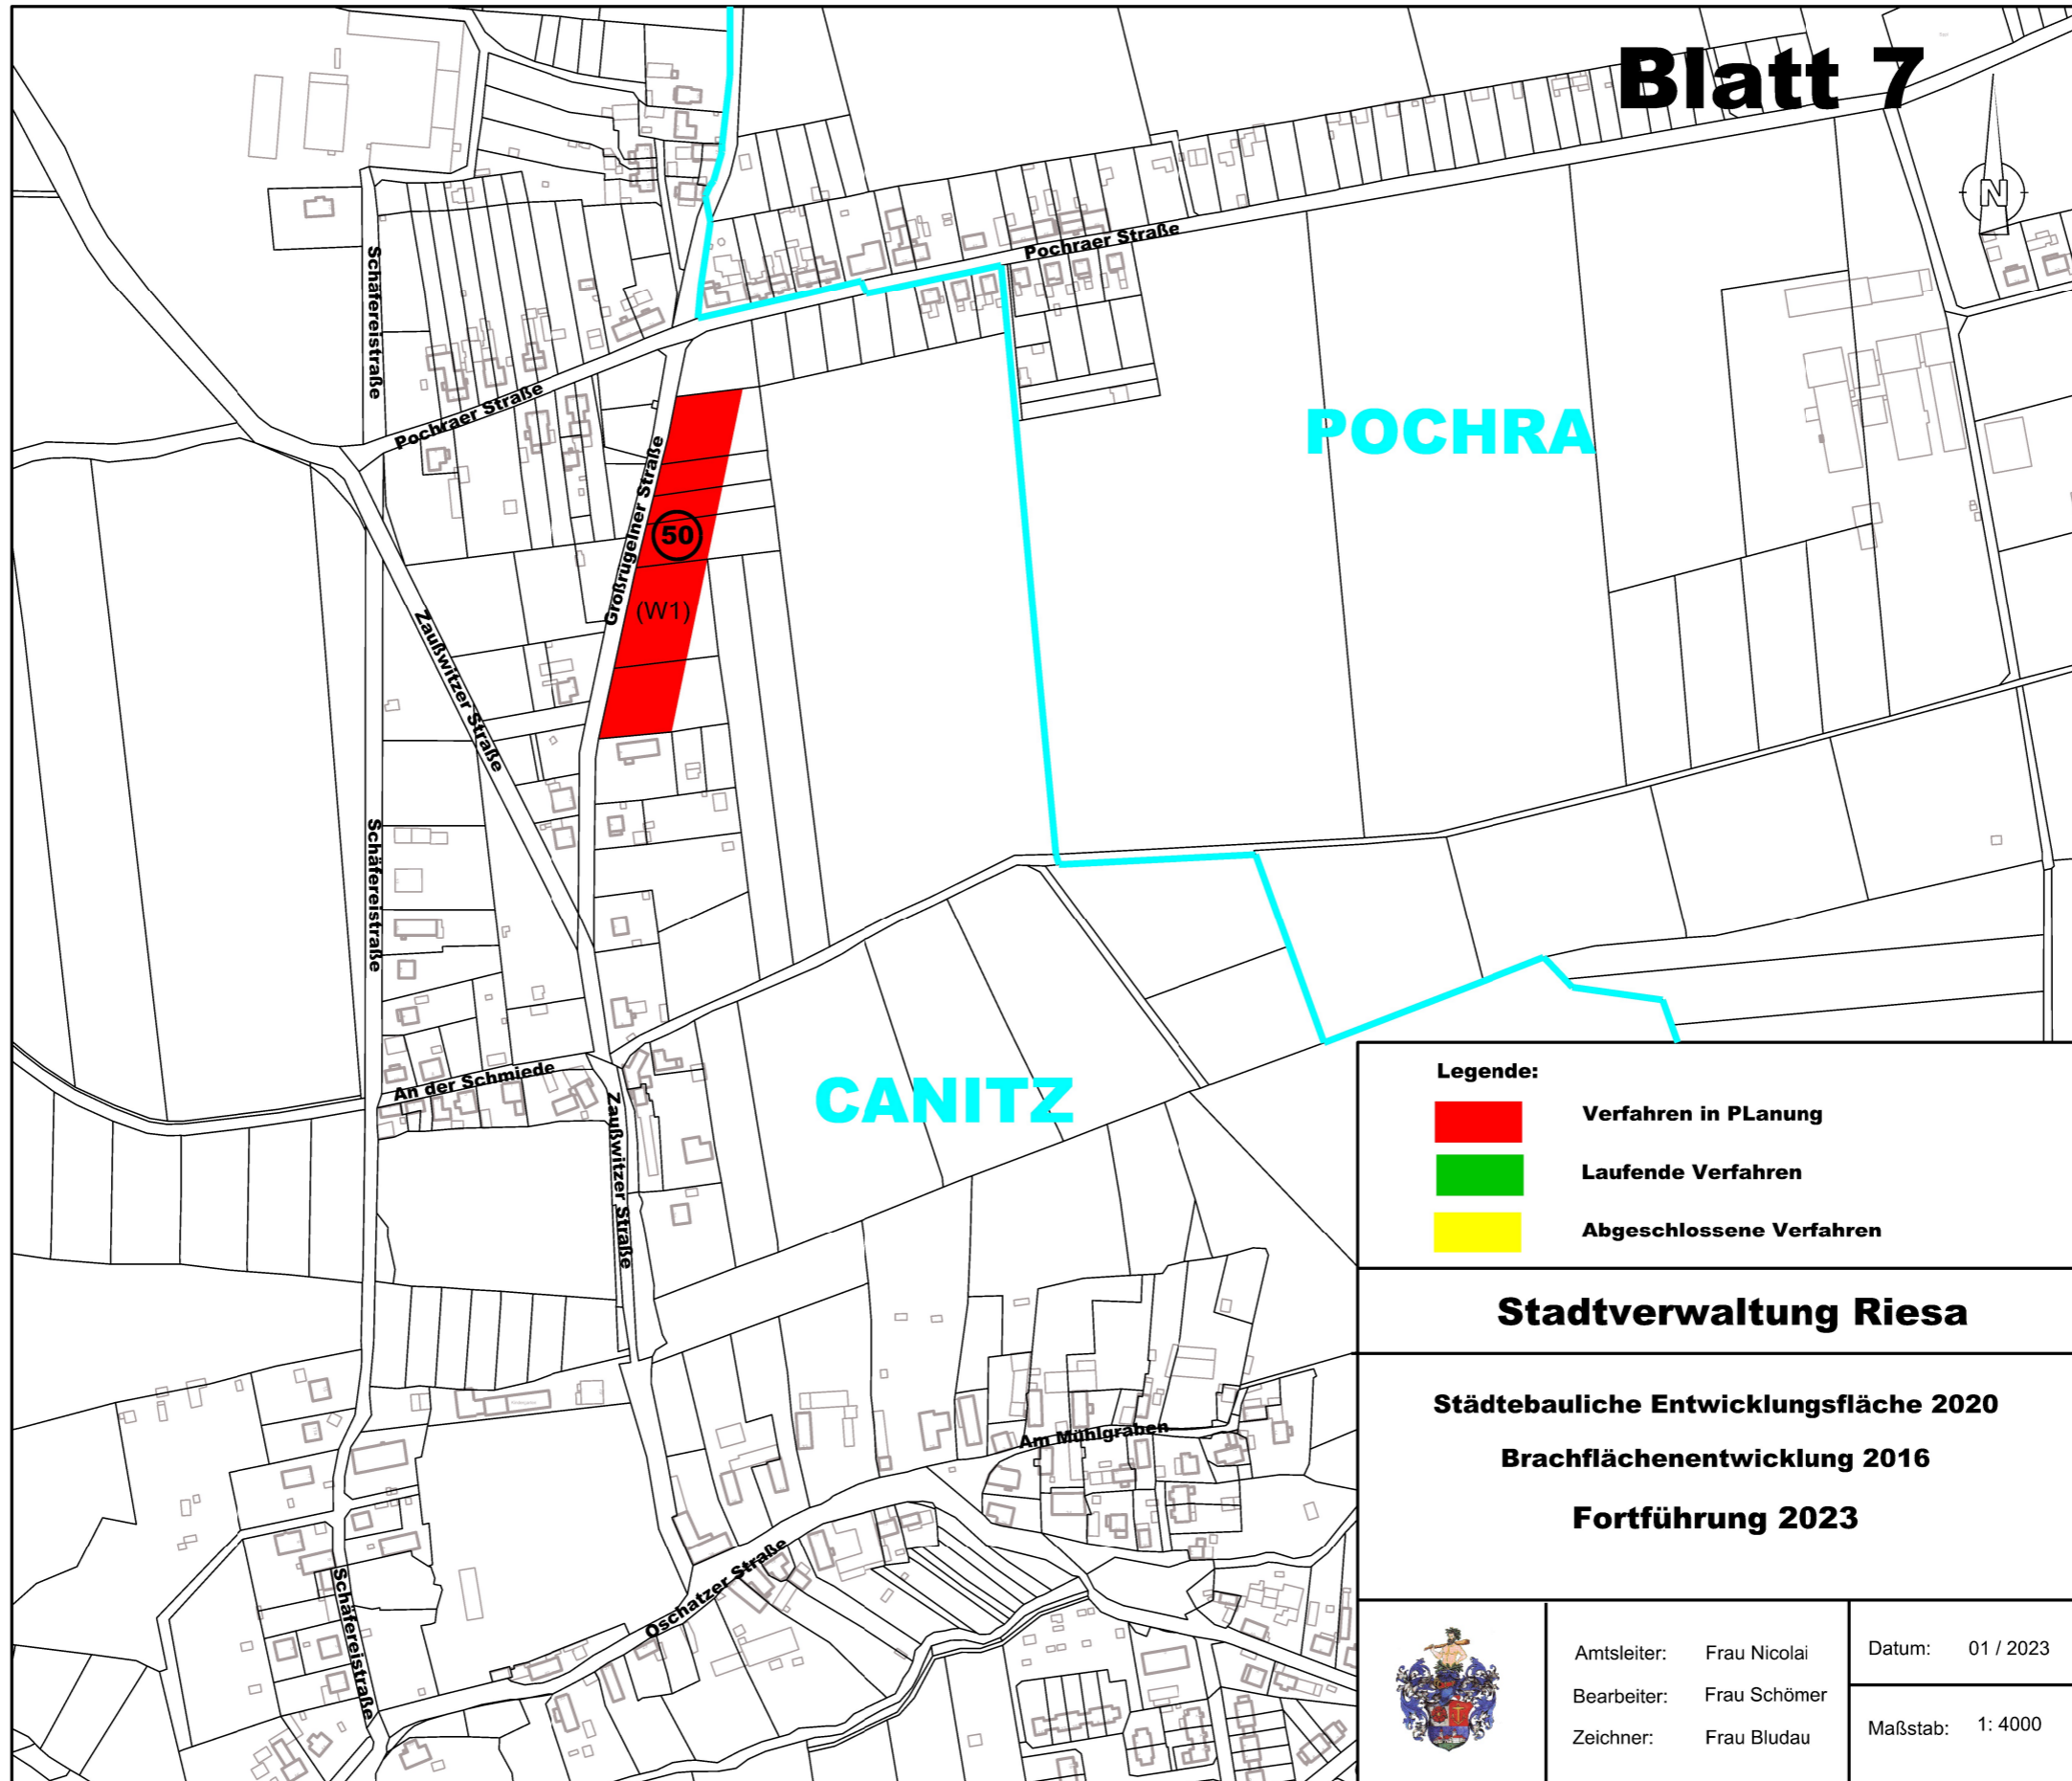 Blatt 7
N
Schäfereistraße
Pochraer Straße
Pochraer Straße
POCHRA
Großrügelner Straße
50
(W1)
Zaußwitzer Straße
Schäfereistraße
An der Schmiede
CANITZ
Zaußwitzer Straße
Am Mühlgraben
Oschatzer Straße
Schäfereistraße
Legende:
Verfahren in PLanung
Laufende Verfahren
Abgeschlossene Verfahren
Stadtverwaltung Riesa
Städtebauliche Entwicklungsfläche 2020
Brachflächenentwicklung 2016
Fortführung 2023
Amtsleiter: Frau Nicolai
Bearbeiter: Frau Schömer
Zeichner: Frau Bludau
Datum: 01 / 2023
Maßstab: 1: 4000